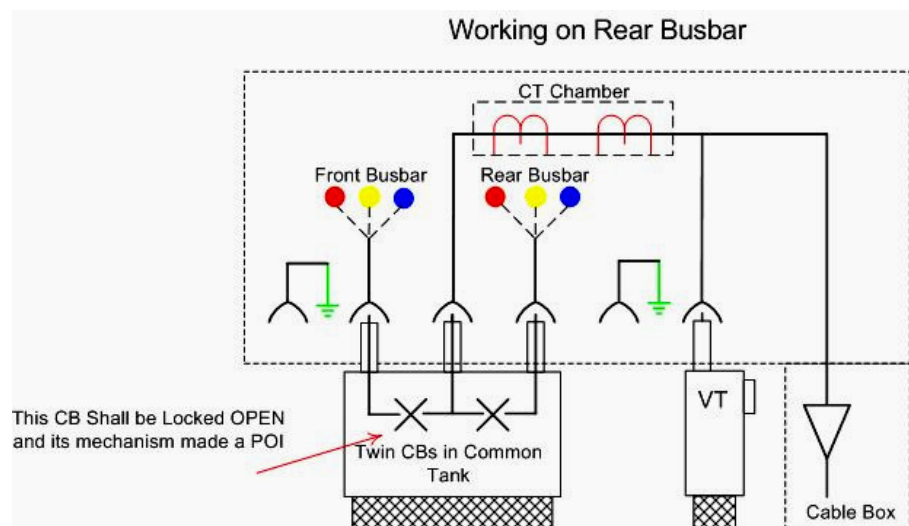 Working on Rear Busbar
CT Chamber
Front Busbar
Rear Busbar
This CB Shall be Locked OPEN
and its mechanism made a POI
Twin CBs in Common
Tank
VT
Cable Box